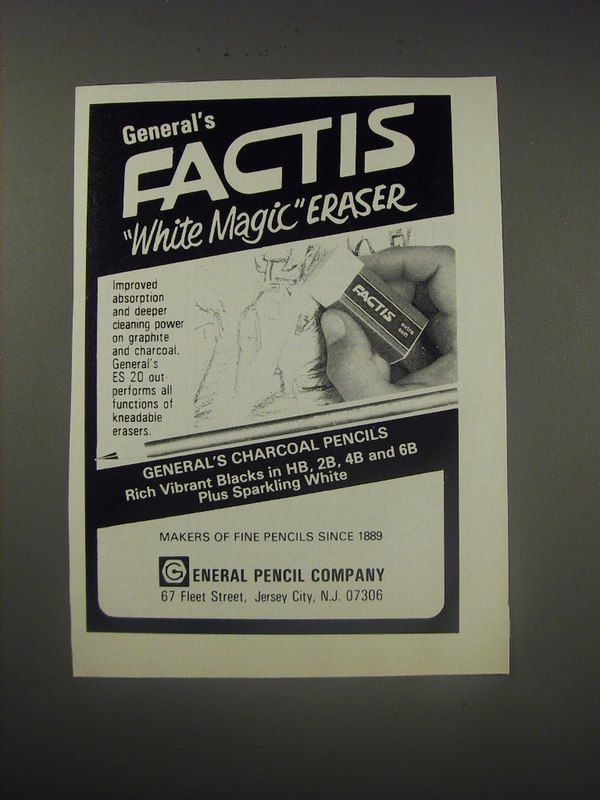 General's
FACTIS
"White Magic" ERASER
Improved
absorption
and deeper
cleaning power
on graphite
and charcoal.
General's
ES 20 out-
performs all
functions of
kneadable
erasers.
FACTIS
extra
soft
GENERAL'S CHARCOAL PENCILS
Rich Vibrant Blacks in HB, 2B, 4B and 6B
Plus Sparkling White
MAKERS OF FINE PENCILS SINCE 1889
GENERAL PENCIL COMPANY
67 Fleet Street, Jersey City, N.J. 07306